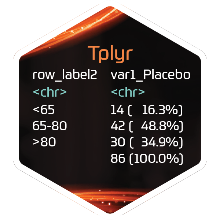 Tplyr
row_label2 var1_Placebo
<chr> <chr>
<65 14 ( 16.3%)
65-80 42 ( 48.8%)
>80 30 ( 34.9%)
86 (100.0%)